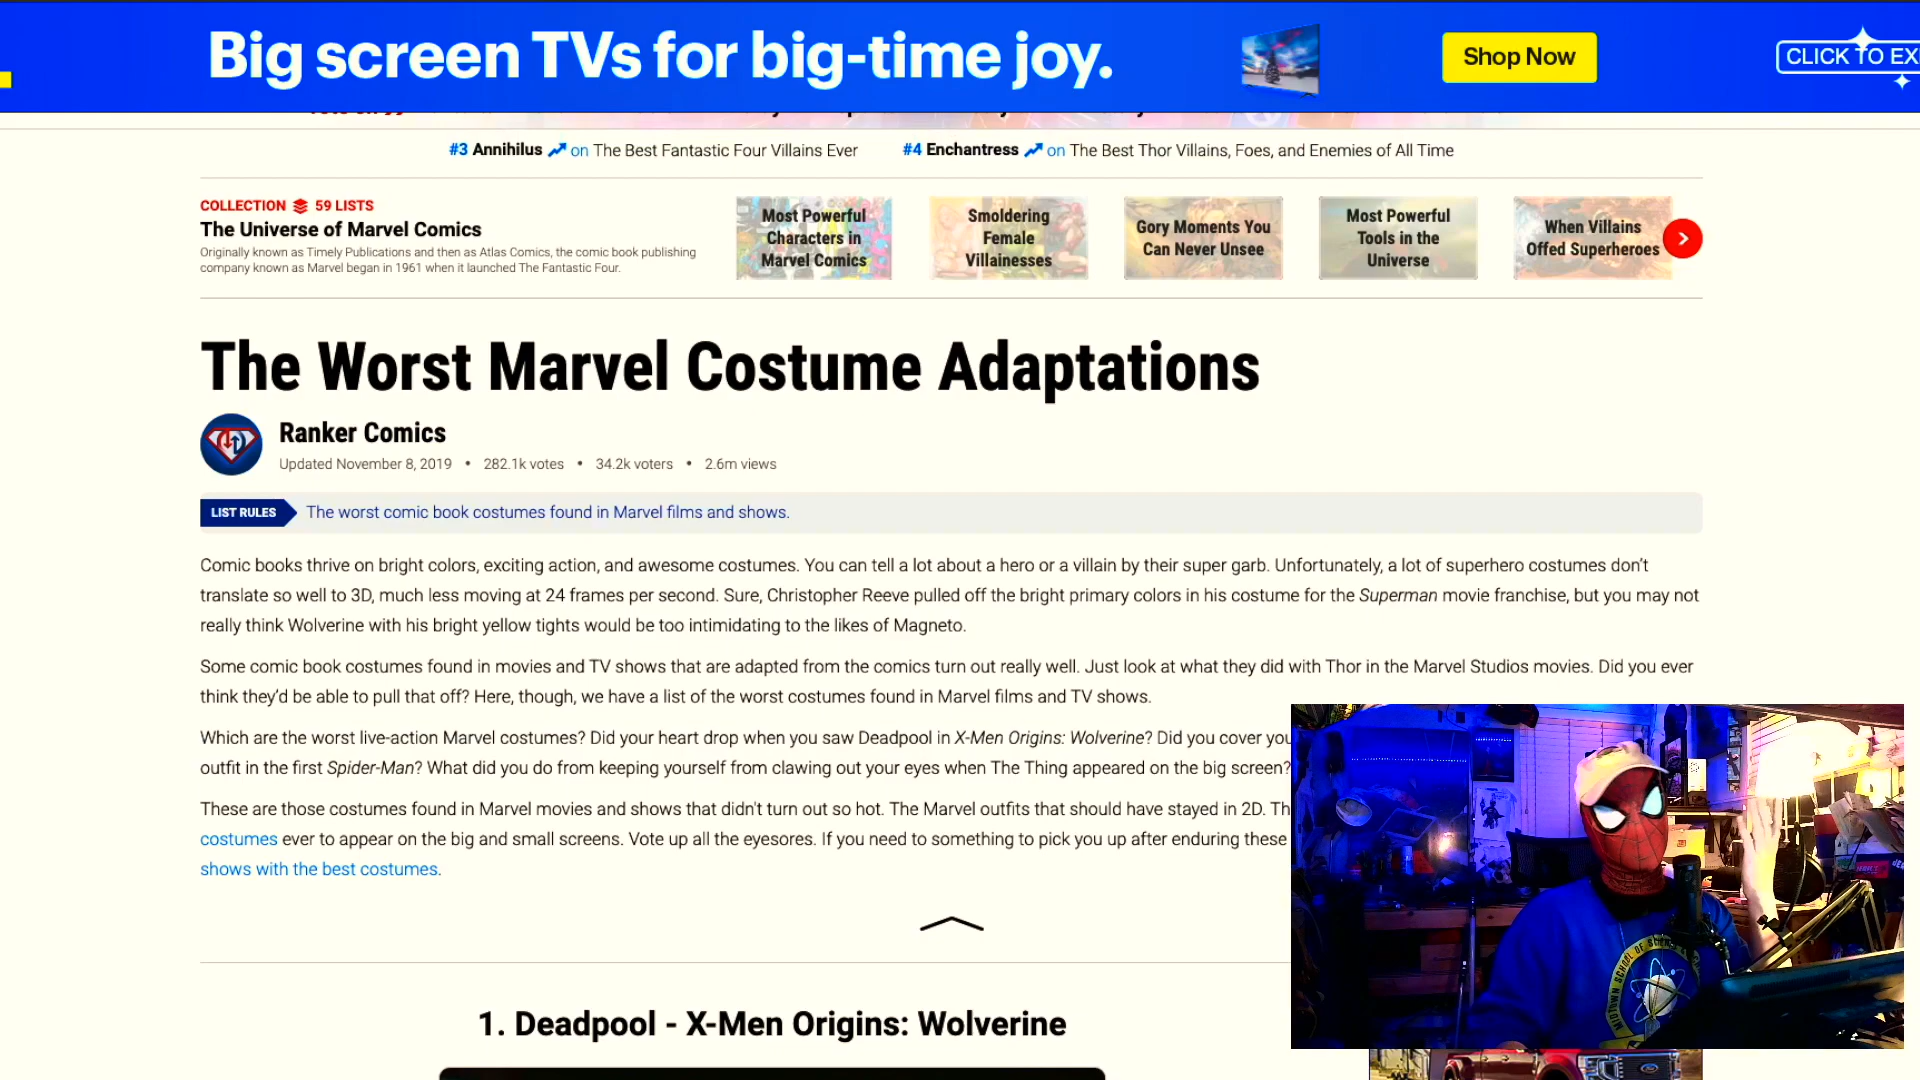 Big screen TVs for big-time joy.
Shop Now
CLICK TO EX
#3 Annihilus on The Best Fantastic Four Villains Ever
#4 Enchantress on The Best Thor Villains, Foes, and Enemies of All Time
COLLECTION 59 LISTS
The Universe of Marvel Comics
Originally known as Timely Publications and then as Atlas Comics, the comic book publishing
company known as Marvel began in 1961 when it launched The Fantastic Four.
Most Powerful
Characters in
Marvel Comics
Smoldering
Female
Villainesses
Gory Moments You
Can Never Unsee
Most Powerful
Tools in the
Universe
When Villains
Offed Superheroes
The Worst Marvel Costume Adaptations
Ranker Comics
Updated November 8, 2019 • 282.1k votes • 34.2k voters • 2.6m views
LIST RULES The worst comic book costumes found in Marvel films and shows.
Comic books thrive on bright colors, exciting action, and awesome costumes. You can tell a lot about a hero or a villain by their super garb. Unfortunately, a lot of superhero costumes don't
translate so well to 3D, much less moving at 24 frames per second. Sure, Christopher Reeve pulled off the bright primary colors in his costume for the Superman movie franchise, but you may not
really think Wolverine with his bright yellow tights would be too intimidating to the likes of Magneto.
Some comic book costumes found in movies and TV shows that are adapted from the comics turn out really well. Just look at what they did with Thor in the Marvel Studios movies. Did you ever
think they'd be able to pull that off? Here, though, we have a list of the worst costumes found in Marvel films and TV shows.
Which are the worst live-action Marvel costumes? Did your heart drop when you saw Deadpool in X-Men Origins: Wolverine? Did you cover you
outfit in the first Spider-Man? What did you do from keeping yourself from clawing out your eyes when The Thing appeared on the big screen?
These are those costumes found in Marvel movies and shows that didn't turn out so hot. The Marvel outfits that should have stayed in 2D. Th
costumes ever to appear on the big and small screens. Vote up all the eyesores. If you need to something to pick you up after enduring these
shows with the best costumes.
1. Deadpool - X-Men Origins: Wolverine
MIDTOWN SCHOOL OF SCIENCE
Ford